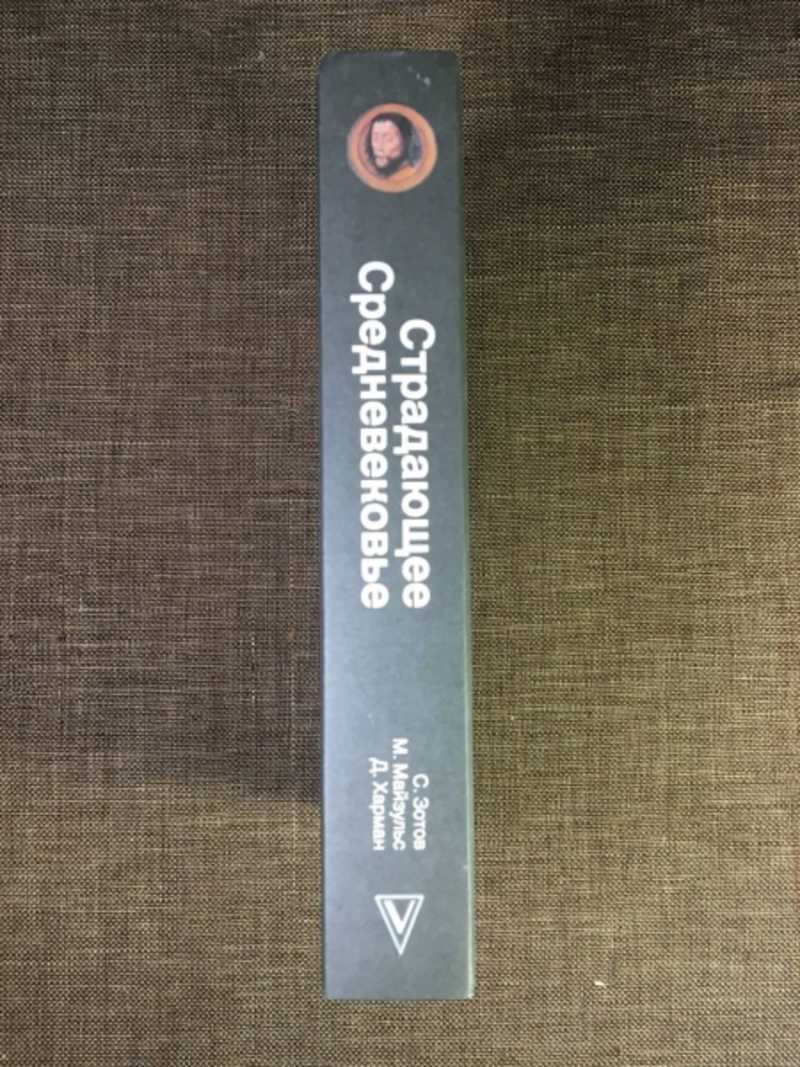 Страдающее
Средневековье
С. Зотов
М. Майзульс
Д. Харман